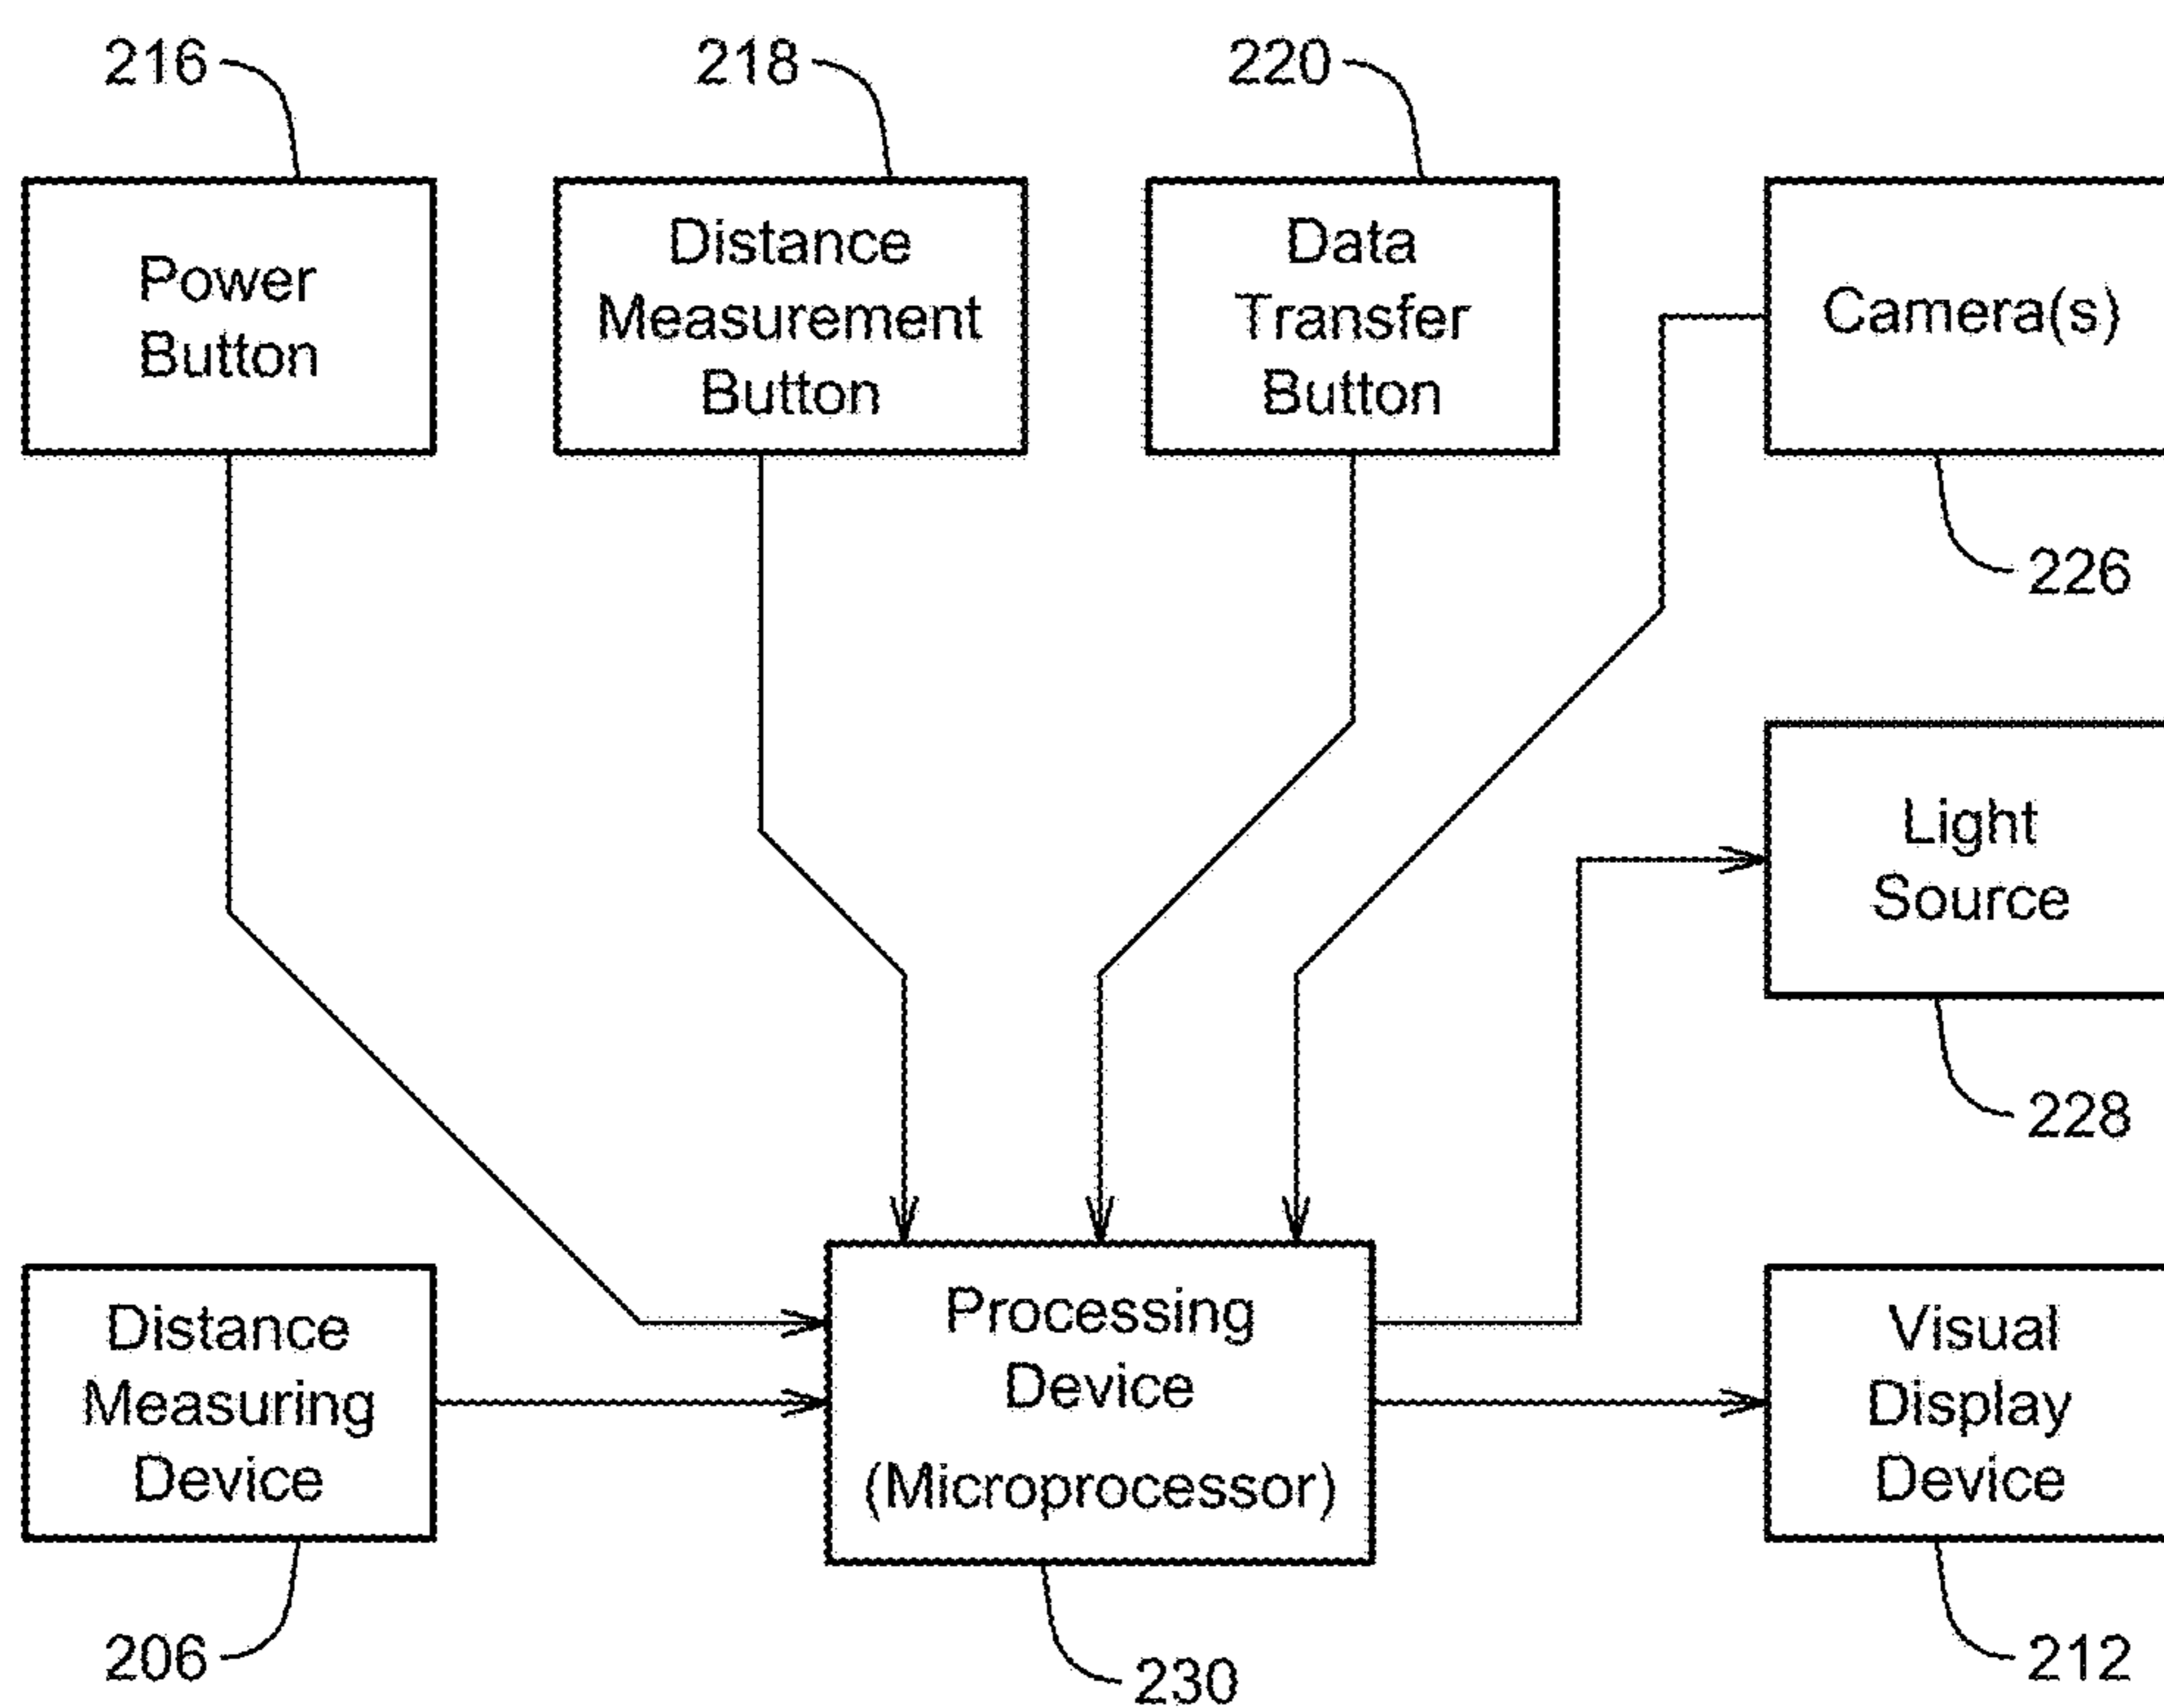 216
218
220
Power
Button
Distance
Measurement
Button
Data
Transfer
Button
Camera(s)
226
Light
Source
228
Distance
Measuring
Device
206
Processing
Device
(Microprocessor)
230
Visual
Display
Device
212